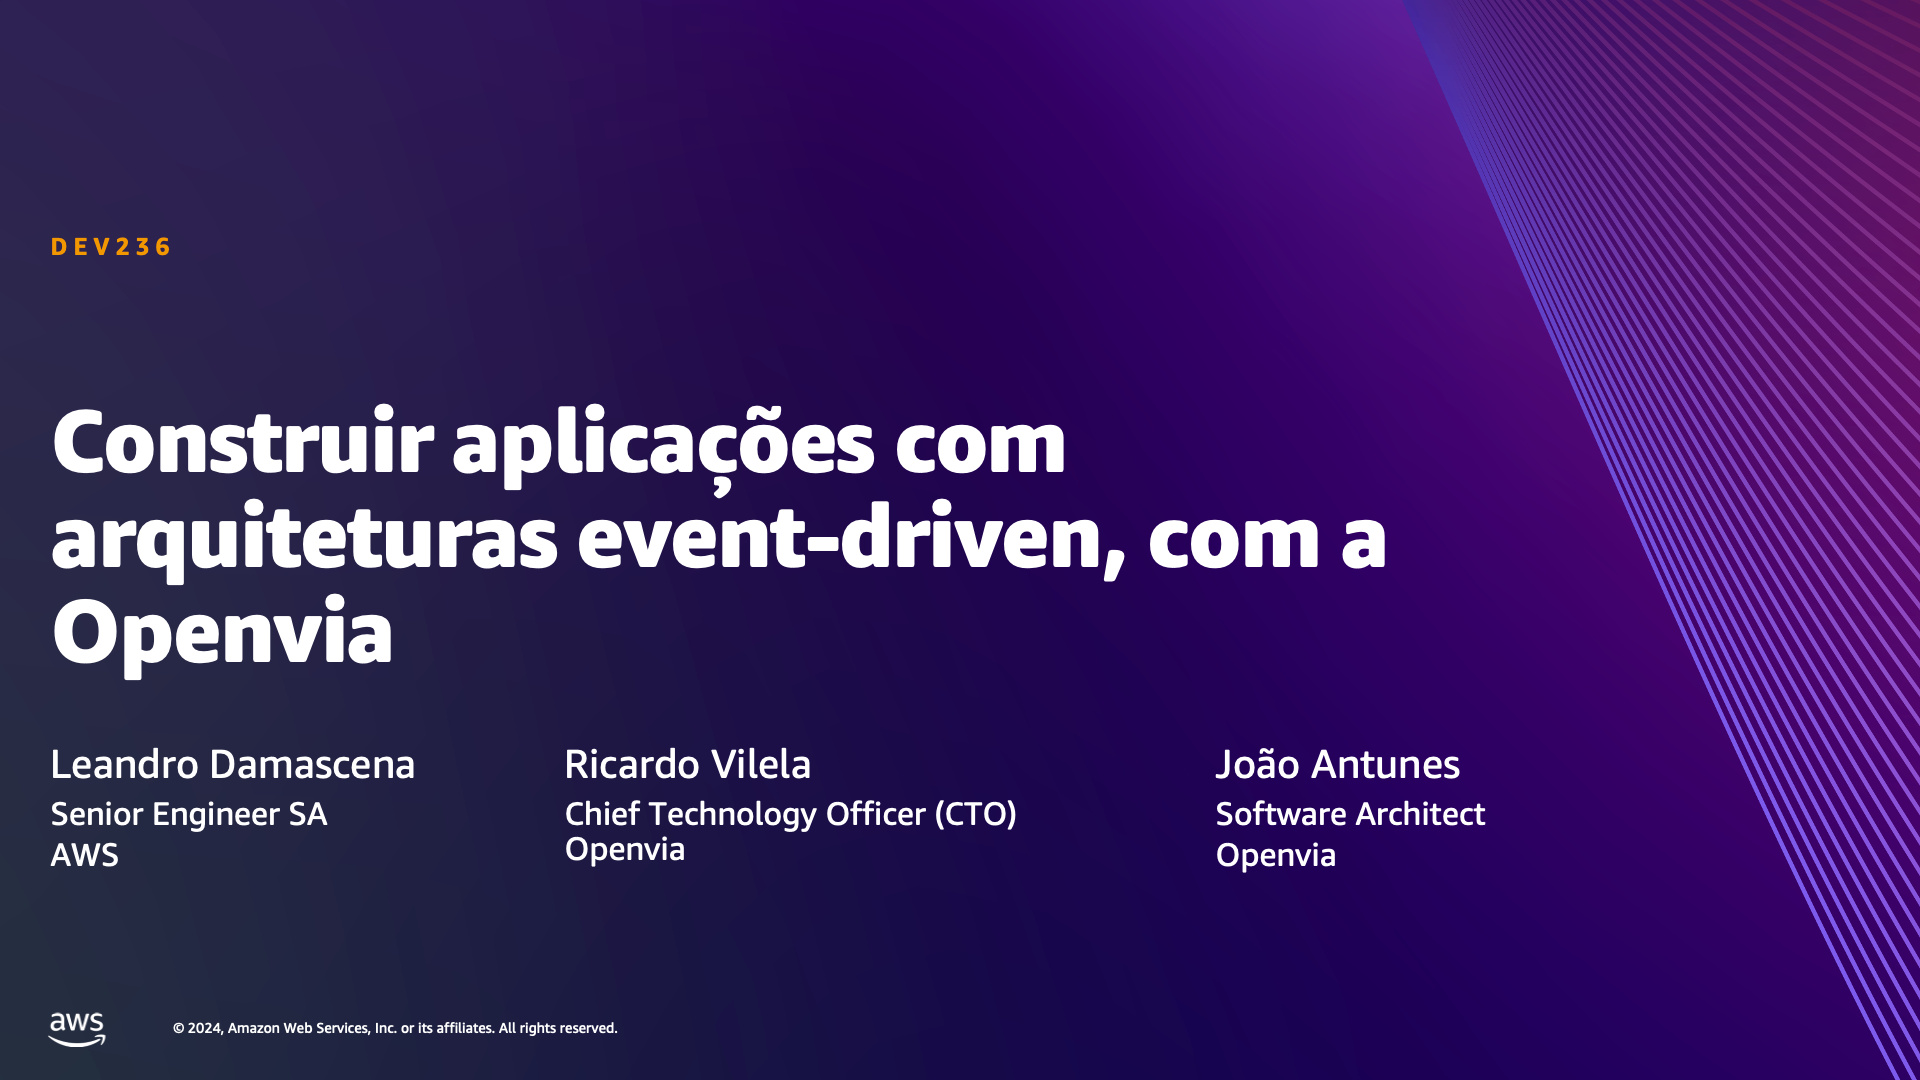 DEV236
Construir aplicações com
arquiteturas event-driven, com a
Openvia
Leandro Damascena
Senior Engineer SA
AWS
Ricardo Vilela
Chief Technology Officer (CTO)
Openvia
João Antunes
Software Architect
Openvia
aws
© 2024, Amazon Web Services, Inc. or its affiliates. All rights reserved.